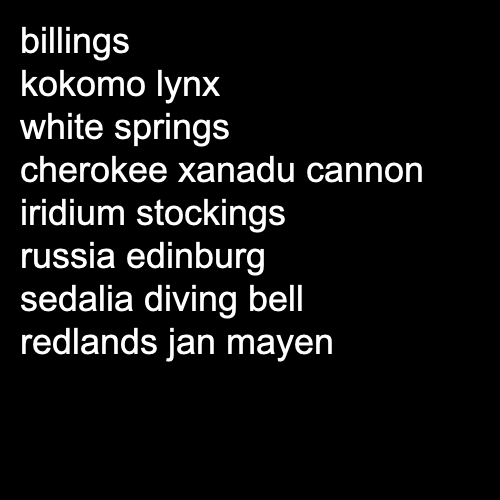 billings
kokomo lynx
white springs
cherokee xanadu cannon
iridium stockings
russia edinburg
sedalia diving bell
redlands jan mayen